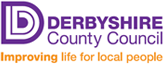 DERBYSHIRE
County Council
Improving life for local people